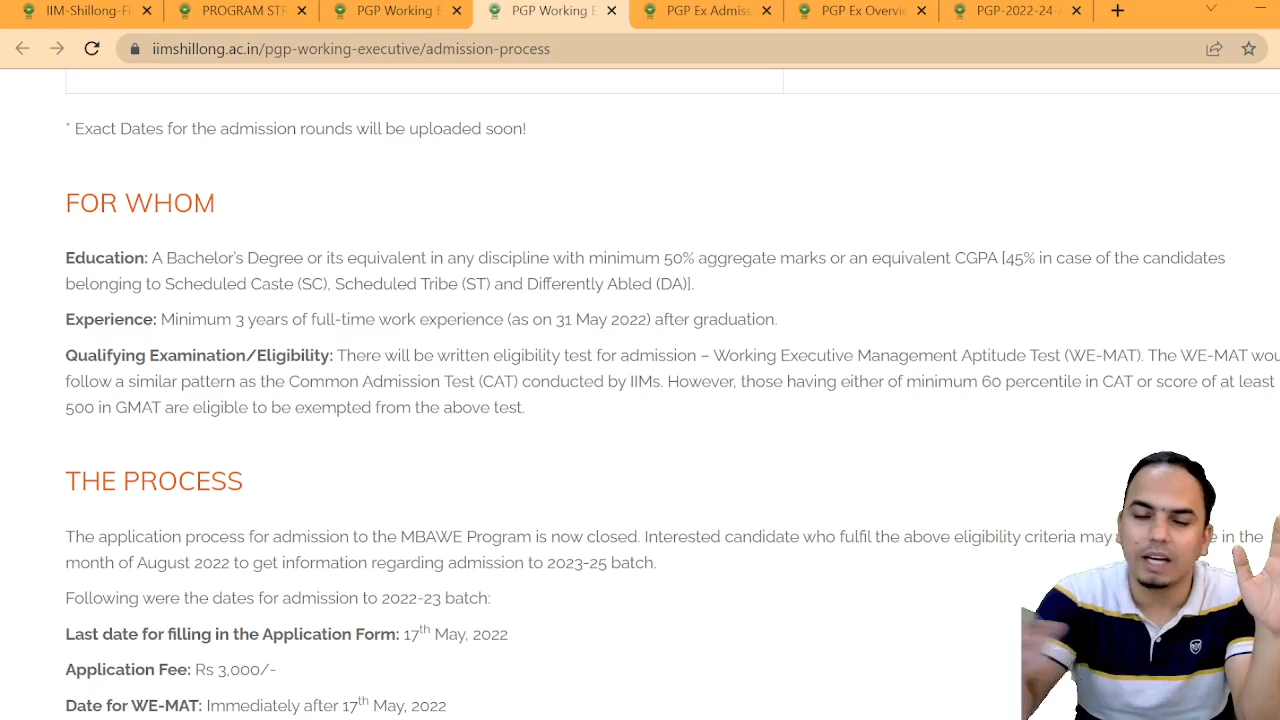 IIM-Shillong-Fi
PROGRAM STR
PGP Working E
PGP Working E
PGP Ex Admiss
PGP Ex Overvie
PGP-2022-24-
iimshillong.ac.in/pgp-working-executive/admission-process
* Exact Dates for the admission rounds will be uploaded soon!
FOR WHOM
Education: A Bachelor's Degree or its equivalent in any discipline with minimum 50% aggregate marks or an equivalent CGPA [45% in case of the candidates
belonging to Scheduled Caste (SC), Scheduled Tribe (ST) and Differently Abled (DA)].
Experience: Minimum 3 years of full-time work experience (as on 31 May 2022) after graduation.
Qualifying Examination/Eligibility: There will be written eligibility test for admission – Working Executive Management Aptitude Test (WE-MAT). The WE-MAT wou
follow a similar pattern as the Common Admission Test (CAT) conducted by IIMs. However, those having either of minimum 60 percentile in CAT or score of at least
500 in GMAT are eligible to be exempted from the above test.
THE PROCESS
The application process for admission to the MBAWE Program is now closed. Interested candidate who fulfil the above eligibility criteria may in the
month of August 2022 to get information regarding admission to 2023-25 batch.
Following were the dates for admission to 2022-23 batch:
Last date for filling in the Application Form: 17th May, 2022
Application Fee: Rs 3,000/-
Date for WE-MAT: Immediately after 17th May, 2022